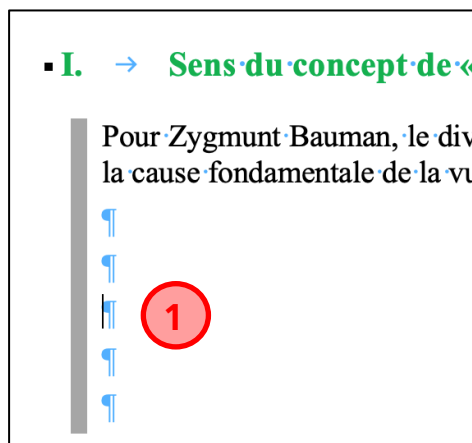 I. → Sens du concept de «
Pour Zygmunt Bauman, le div
la cause fondamentale de la vu
¶
¶
¶ 1
¶
¶